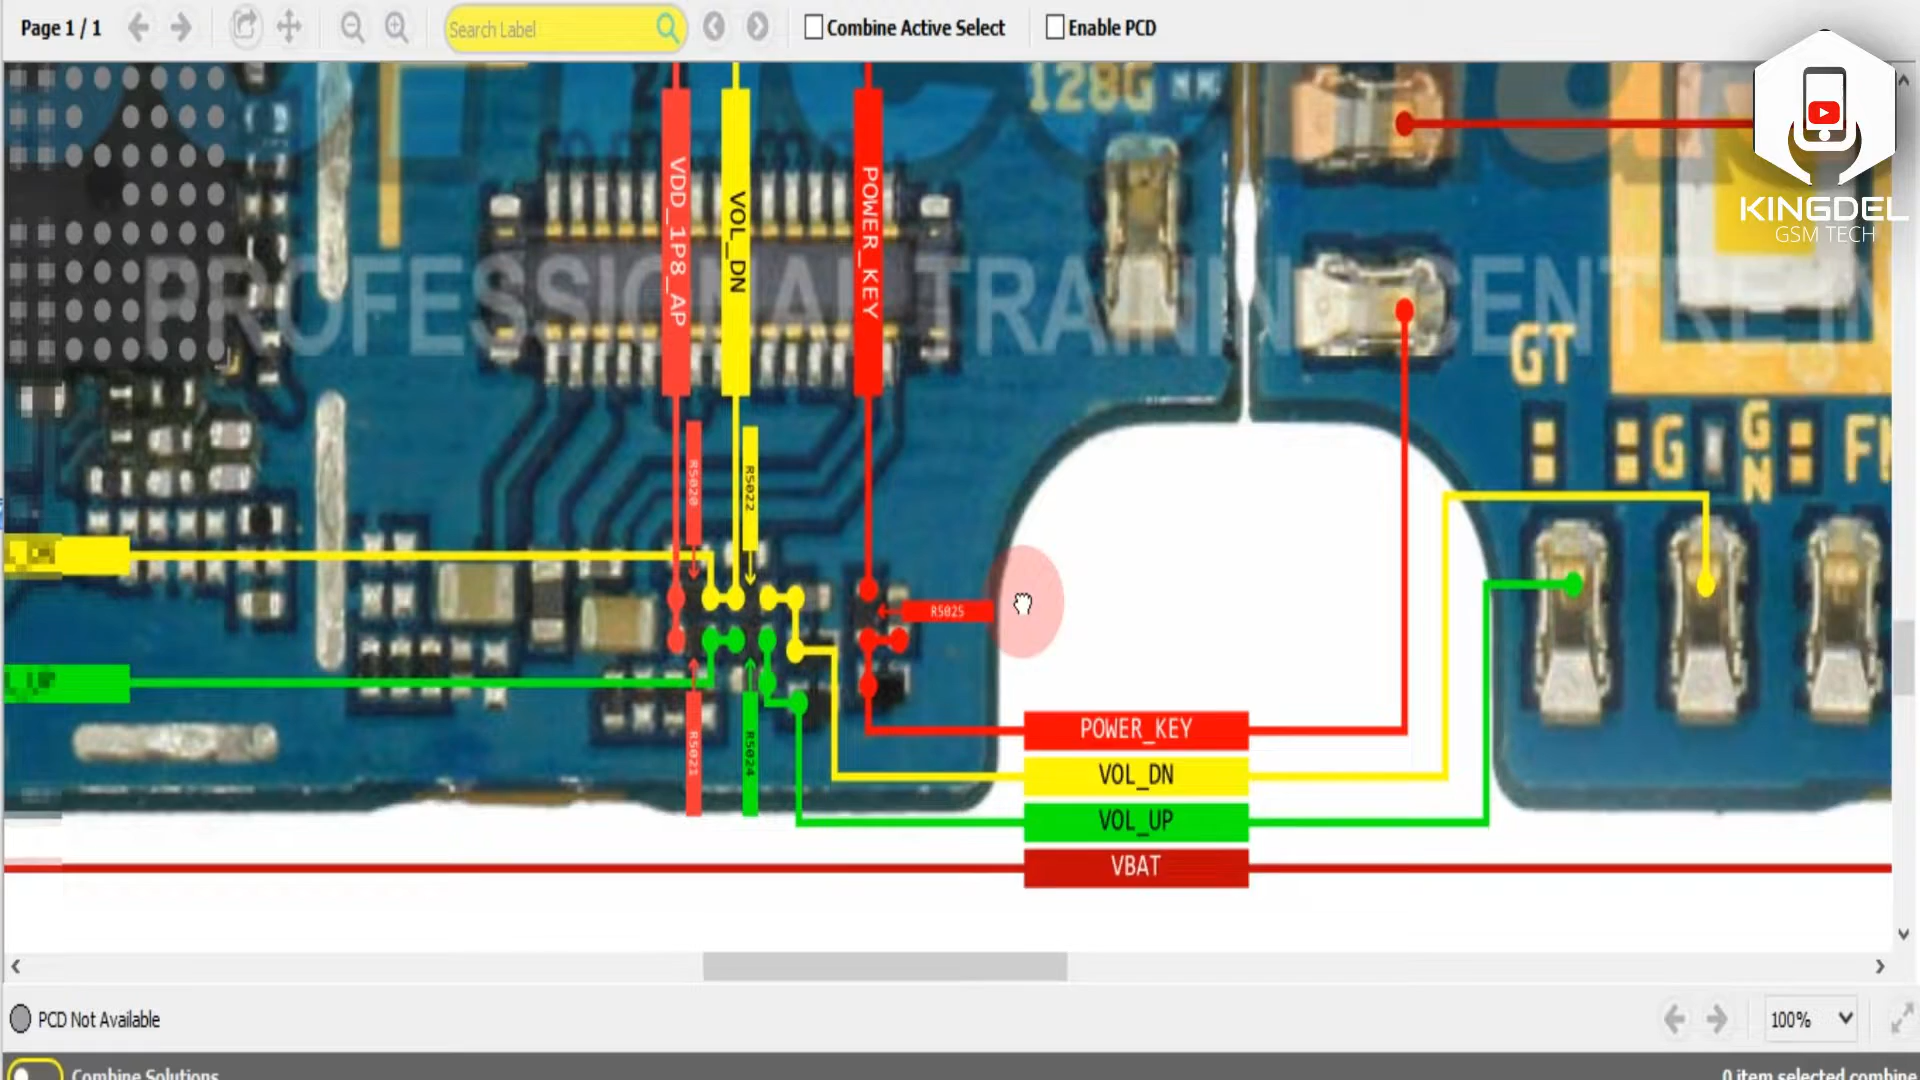 Page 1 / 1
Search Label
Combine Active Select
Enable PCD
KINGDEL
GSM TECH
128G
VDD_1P8_AP
VOL_DN
POWER_KEY
PROFESSIONAL TRAINING CENTRE IN
GT
G
G
N
R5020
R5022
R5025
R5021
R5024
POWER_KEY
VOL_DN
VOL_UP
VBAT
PCD Not Available
100%
Combine Solutions
0 item selected combine